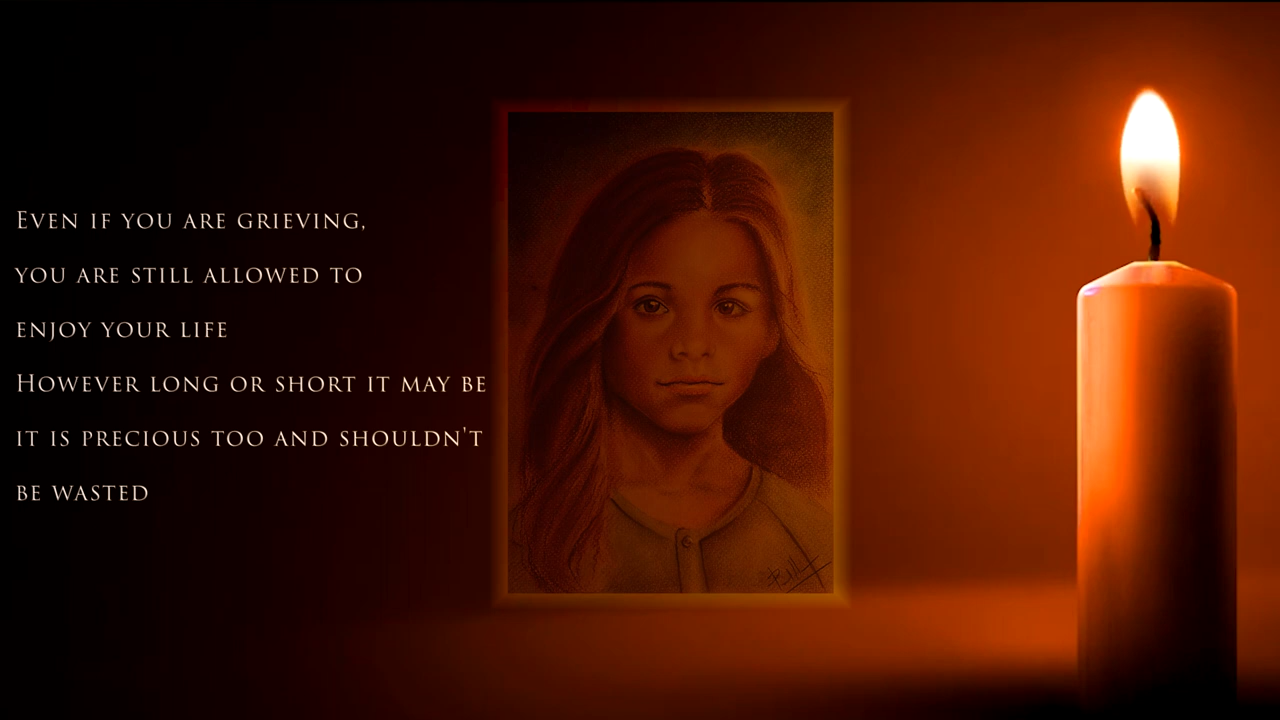 Even if you are grieving,
you are still allowed to
enjoy your life
However long or short it may be
it is precious too and shouldn't
be wasted